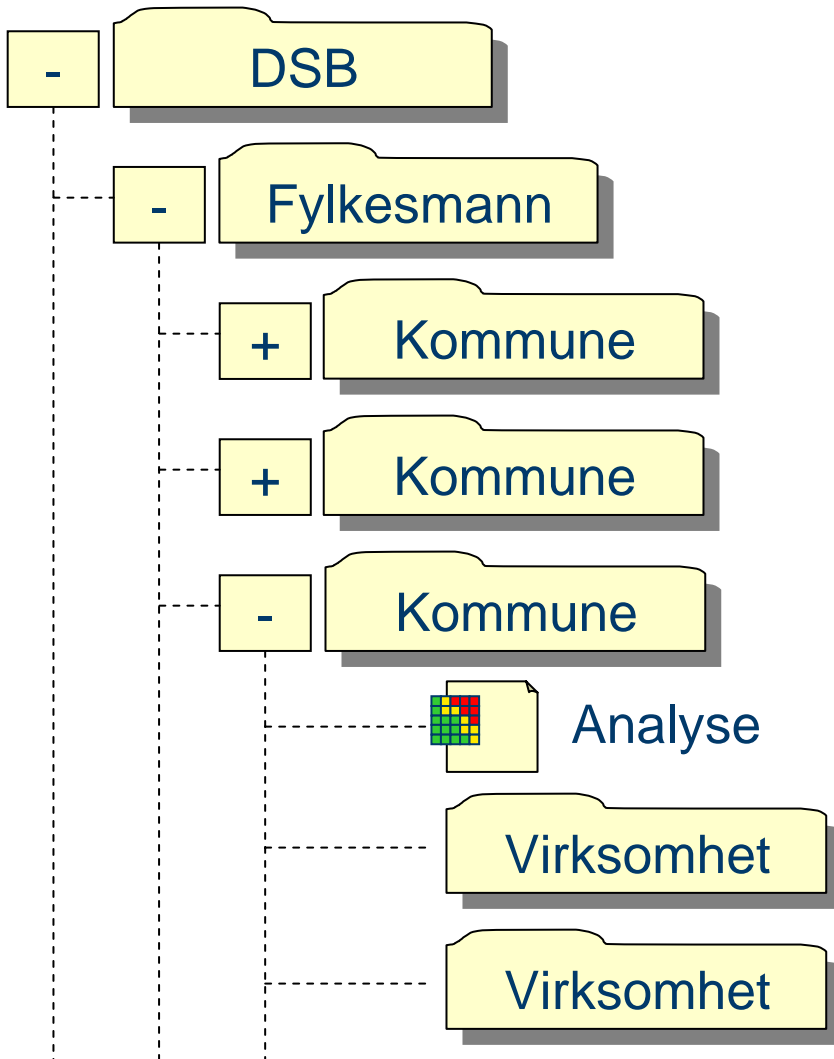 - DSB
- Fylkesmann
+ Kommune
+ Kommune
- Kommune
Analyse
Virksomhet
Virksomhet